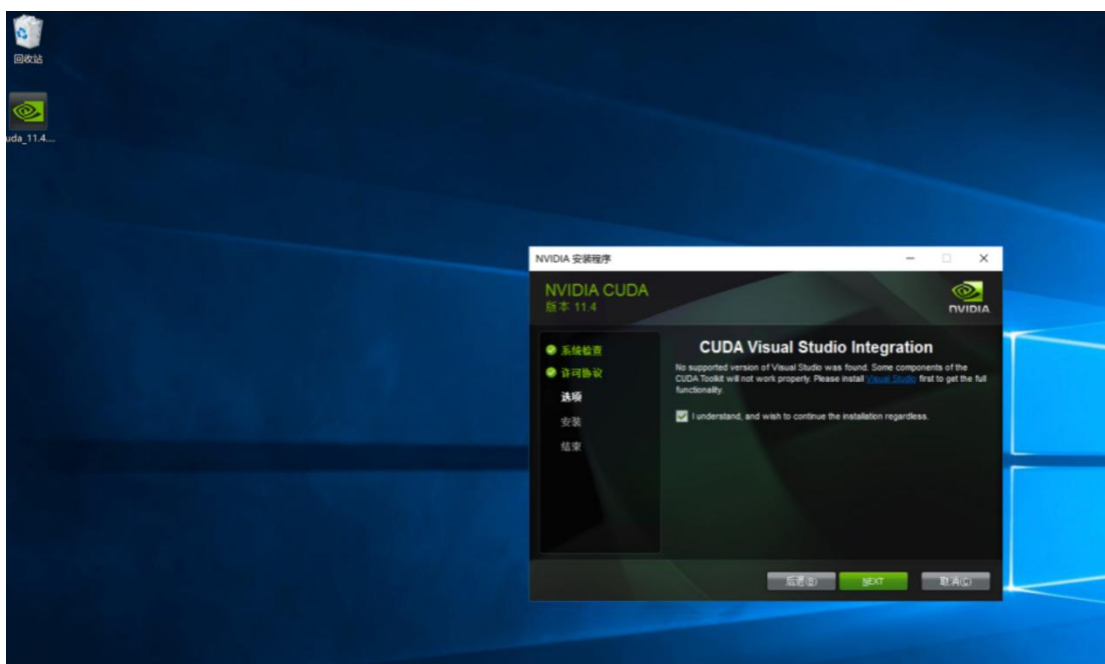 回收站
uda_11.4...
NVIDIA 安装程序
NVIDIA CUDA
版本 11.4
NVIDIA
系统检查
许可协议
选项
安装
结束
CUDA Visual Studio Integration
No supported version of Visual Studio was found. Some components of the
CUDA Toolkit will not work properly. Please install Visual Studio first to get the full
functionality.
I understand, and wish to continue the installation regardless.
后退(B)
NEXT
取消(C)